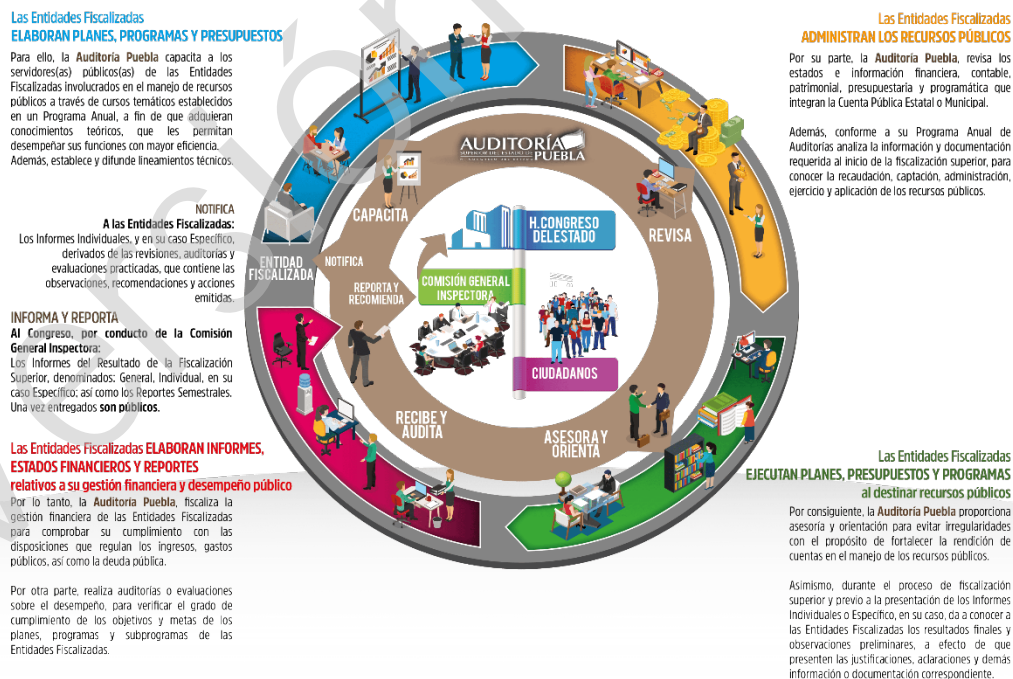 Las Entidades Fiscalizadas
ELABORAN PLANES, PROGRAMAS Y PRESUPUESTOS
Para ello, la Auditoría Puebla capacita a los
servidores(as) públicos(as) de las Entidades
Fiscalizadas involucrados en el manejo de recursos
públicos a través de cursos temáticos establecidos
en un Programa Anual, a fin de que adquieran
conocimientos teóricos, que les permitan
desempeñar sus funciones con mayor eficiencia.
Además, establece y difunde lineamientos técnicos.
NOTIFICA
A las Entidades Fiscalizadas:
Los Informes Individuales, y en su caso Específico,
derivados de las revisiones, auditorías y
evaluaciones practicadas, que contiene las
observaciones, recomendaciones y acciones
emitidas.
INFORMA Y REPORTA
Al Congreso, por conducto de la Comisión
General Inspectora:
Los Informes del Resultado de la Fiscalización
Superior, denominados: General, Individual, en su
caso Específico; así como los Reportes Semestrales.
Una vez entregados son públicos.
Las Entidades Fiscalizadas ELABORAN INFORMES,
ESTADOS FINANCIEROS Y REPORTES
relativos a su gestión financiera y desempeño público
Por lo tanto, la Auditoría Puebla, fiscaliza la
gestión financiera de las Entidades Fiscalizadas
para comprobar su cumplimiento con las
disposiciones que regulan los ingresos, gastos
públicos, así como la deuda pública.
Por otra parte, realiza auditorías o evaluaciones
sobre el desempeño, para verificar el grado de
cumplimiento de los objetivos y metas de los
planes, programas y subprogramas de las
Entidades Fiscalizadas.
AUDITORÍA
PUEBLA
CAPACITA
REVISA
H. CONGRESO
DEL ESTADO
ENTIDAD
FISCALIZADA
NOTIFICA
REPORTA Y
RECOMIENDA
COMISIÓN GENERAL
INSPECTORA
CIUDADANOS
RECIBE Y
AUDITA
ASESORA Y
ORIENTA
Las Entidades Fiscalizadas
ADMINISTRAN LOS RECURSOS PÚBLICOS
Por su parte, la Auditoría Puebla, revisa los
estados e información financiera, contable,
patrimonial, presupuestaria y programática que
integran la Cuenta Pública Estatal o Municipal.
Además, conforme a su Programa Anual de
Auditorías analiza la información y documentación
requerida al inicio de la fiscalización superior, para
conocer la recaudación, captación, administración,
ejercicio y aplicación de los recursos públicos.
Las Entidades Fiscalizadas
EJECUTAN PLANES, PRESUPUESTOS Y PROGRAMAS
al destinar recursos públicos
Por consiguiente, la Auditoría Puebla proporciona
asesoría y orientación para evitar irregularidades
con el propósito de fortalecer la rendición de
cuentas en el manejo de los recursos públicos.
Asimismo, durante el proceso de fiscalización
superior y previo a la presentación de los Informes
Individuales o Específico, en su caso, da a conocer a
las Entidades Fiscalizadas los resultados finales y
observaciones preliminares, a efecto de que
presenten las justificaciones, aclaraciones y demás
información o documentación correspondiente.